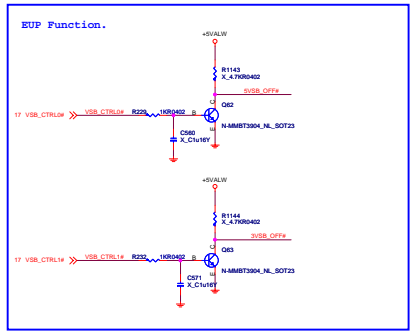 EUP Function.
+5VALW
R1143
X_4.7KR0402
5VSB_OFF#
17 VSB_CTRL0# VSB_CTRL0# R229 1KR0402 B C E Q62
N-MMBT3904_NL_SOT23
C560
X_C1u16Y
+5VALW
R1144
X_4.7KR0402
3VSB_OFF#
17 VSB_CTRL1# VSB_CTRL1# R232 1KR0402 B C E Q63
N-MMBT3904_NL_SOT23
C571
X_C1u16Y